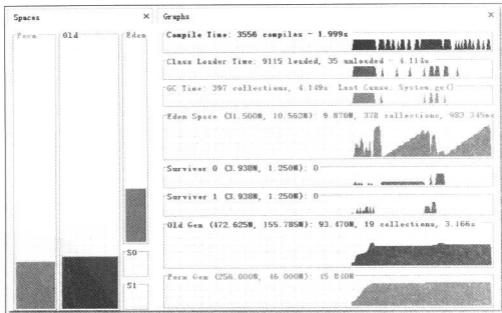 Spaces
Perm Old Eden
S0
S1
Graphs
Compile Time: 3556 compiles - 1.999s
Class Loader Time: 9115 loaded, 35 unloaded - 4.114s
GC Time: 397 collections, 4.149s Last Cause: System.gc()
Eden Space (31.500M, 10.562M): 9.870M, 378 collections, 983.345ms
Survivor 0 (3.938M, 1.250M): 0
Survivor 1 (3.938M, 1.250M): 0
Old Gen (472.625M, 155.785M): 93.470M, 19 collections, 3.166s
Perm Gen (256.000M, 46.000M): 45.840M